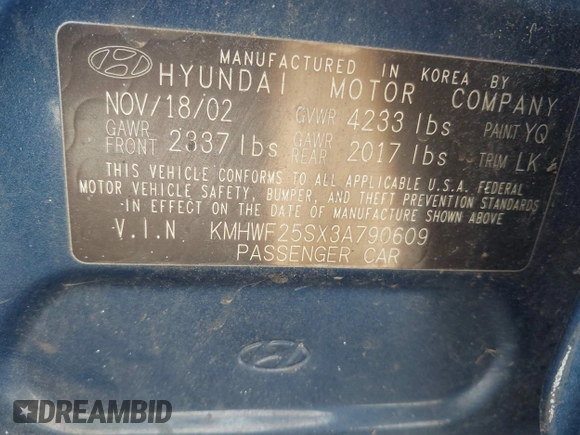 MANUFACTURED IN KOREA BY
HYUNDAI MOTOR COMPANY
NOV/18/02 GVWR 4233 lbs PAINT YQ
GAWR FRONT 2337 lbs GAWR REAR 2017 lbs TRIM LK
THIS VEHICLE CONFORMS TO ALL APPLICABLE U.S.A. FEDERAL
MOTOR VEHICLE SAFETY, BUMPER, AND THEFT PREVENTION STANDARDS
IN EFFECT ON THE DATE OF MANUFACTURE SHOWN ABOVE
V.I.N KMHWF25SX3A790609
PASSENGER CAR
DREAMBID